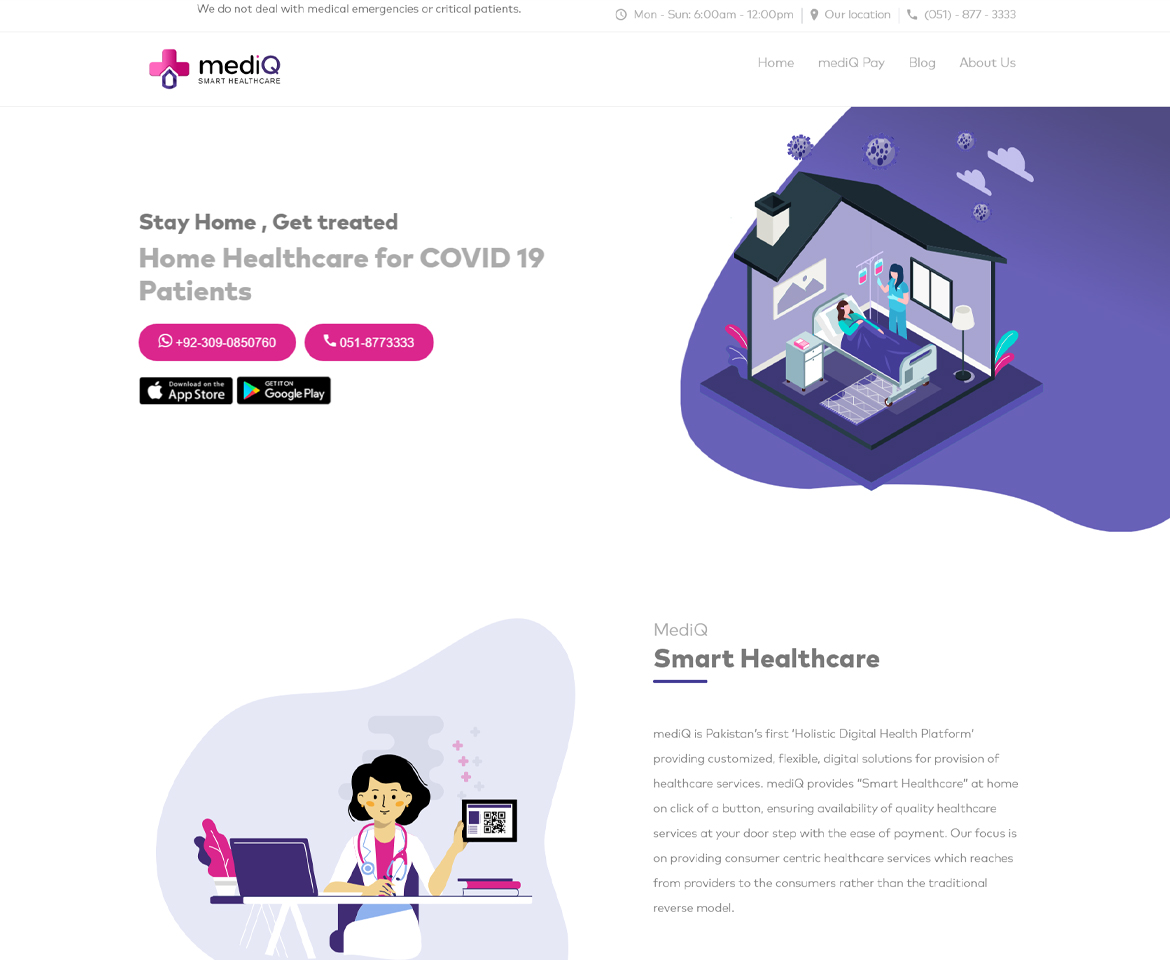 We do not deal with medical emergencies or critical patients.
Mon - Sun: 6:00am - 12:00pm
Our location
(051) - 877 - 3333
mediQ
SMART HEALTHCARE
Home
mediQ Pay
Blog
About Us
Stay Home , Get treated
Home Healthcare for COVID 19
Patients
+92-309-0850760
051-8773333
Download on the
App Store
GET IT ON
Google Play
MediQ
Smart Healthcare
mediQ is Pakistan's first 'Holistic Digital Health Platform'
providing customized, flexible, digital solutions for provision of
healthcare services. mediQ provides "Smart Healthcare" at home
on click of a button, ensuring availability of quality healthcare
services at your door step with the ease of payment. Our focus is
on providing consumer centric healthcare services which reaches
from providers to the consumers rather than the traditional
reverse model.